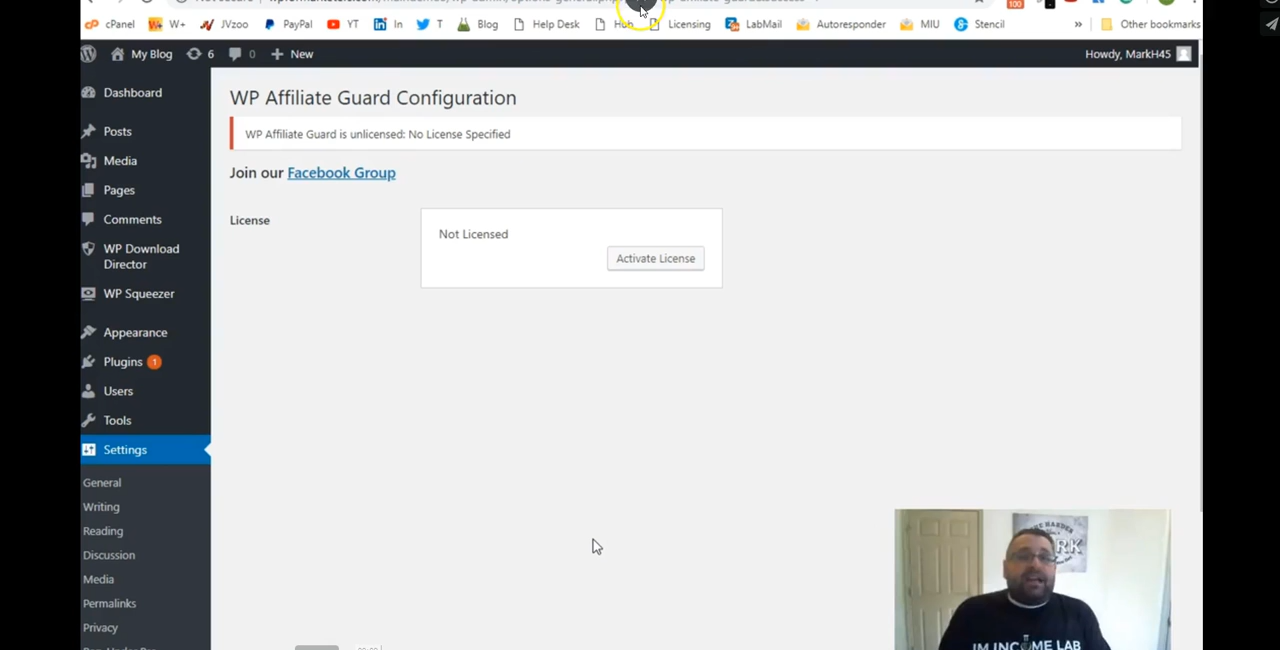 cPanel W+ JVzoo PayPal YT In T Blog Help Desk Hub Licensing LabMail Autoresponder MIU Stencil » Other bookmarks
100
My Blog 6 0 + New Howdy, MarkH45
Dashboard
Posts
Media
Pages
Comments
WP Download
Director
WP Squeezer
Appearance
Plugins 1
Users
Tools
Settings
General
Writing
Reading
Discussion
Media
Permalinks
Privacy
WP Affiliate Guard Configuration
WP Affiliate Guard is unlicensed: No License Specified
Join our Facebook Group
License
Not Licensed
Activate License
IM INCOME LAB